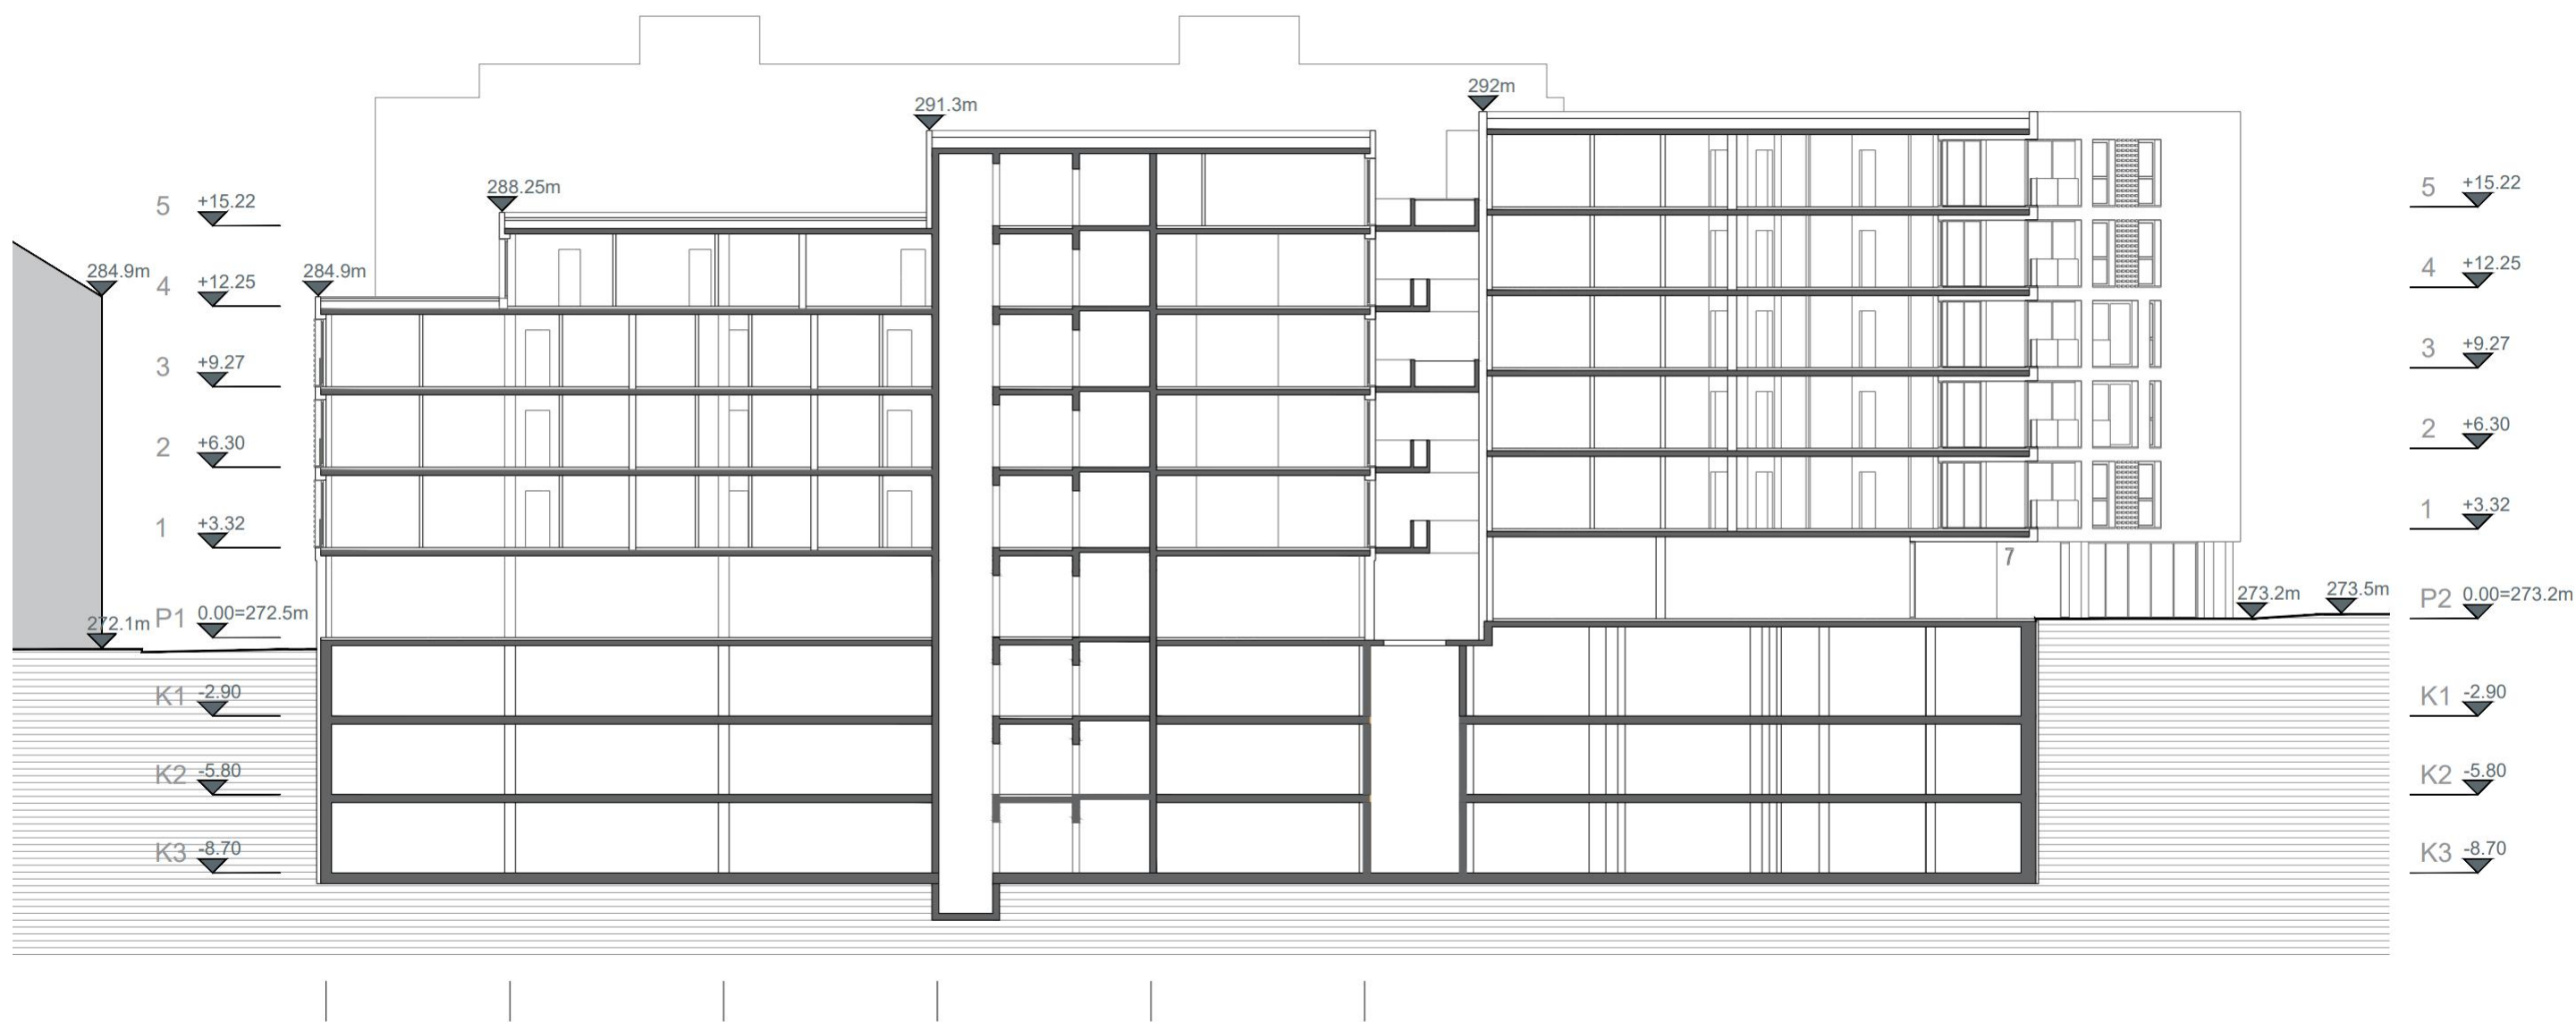 292m
291.3m
288.25m
284.9m
284.9m
5 +15.22
4 +12.25
3 +9.27
2 +6.30
1 +3.32
272.1m
P1 0.00=272.5m
K1 -2.90
K2 -5.80
K3 -8.70
7
273.2m
273.5m
5 +15.22
4 +12.25
3 +9.27
2 +6.30
1 +3.32
P2 0.00=273.2m
K1 -2.90
K2 -5.80
K3 -8.70